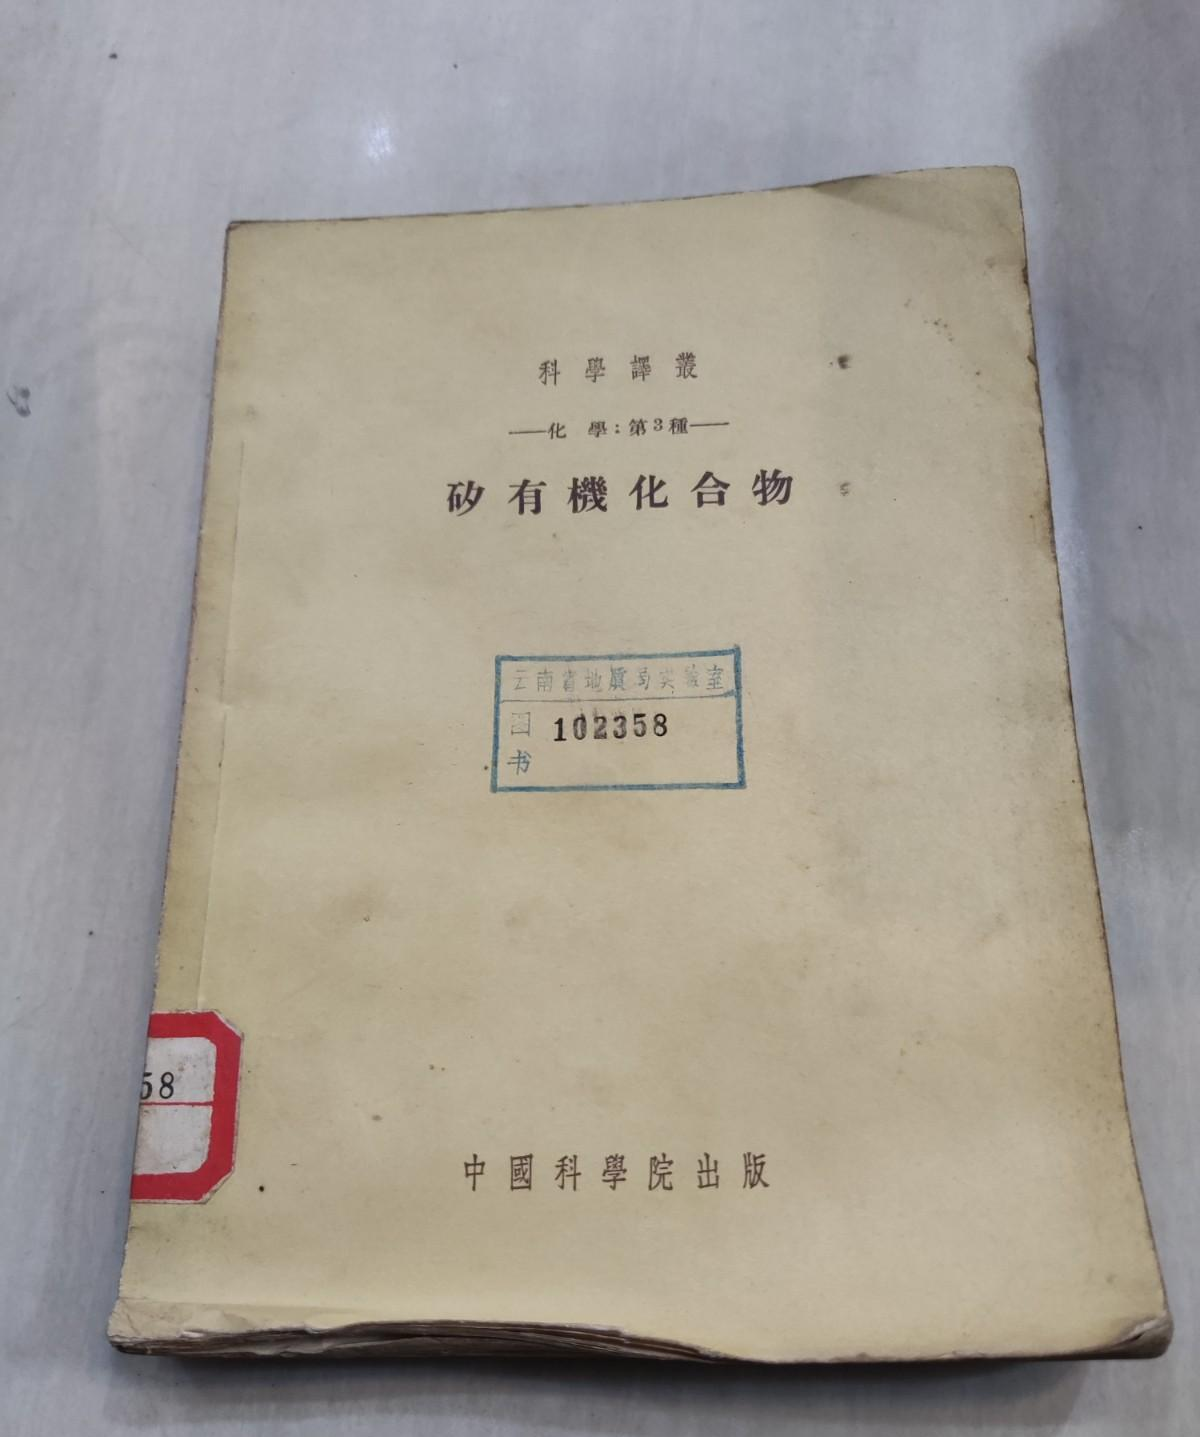 科學譯叢
——化 學：第3種——
矽有機化合物
云南省地质局实验室
图书
102358
58
中國科學院出版